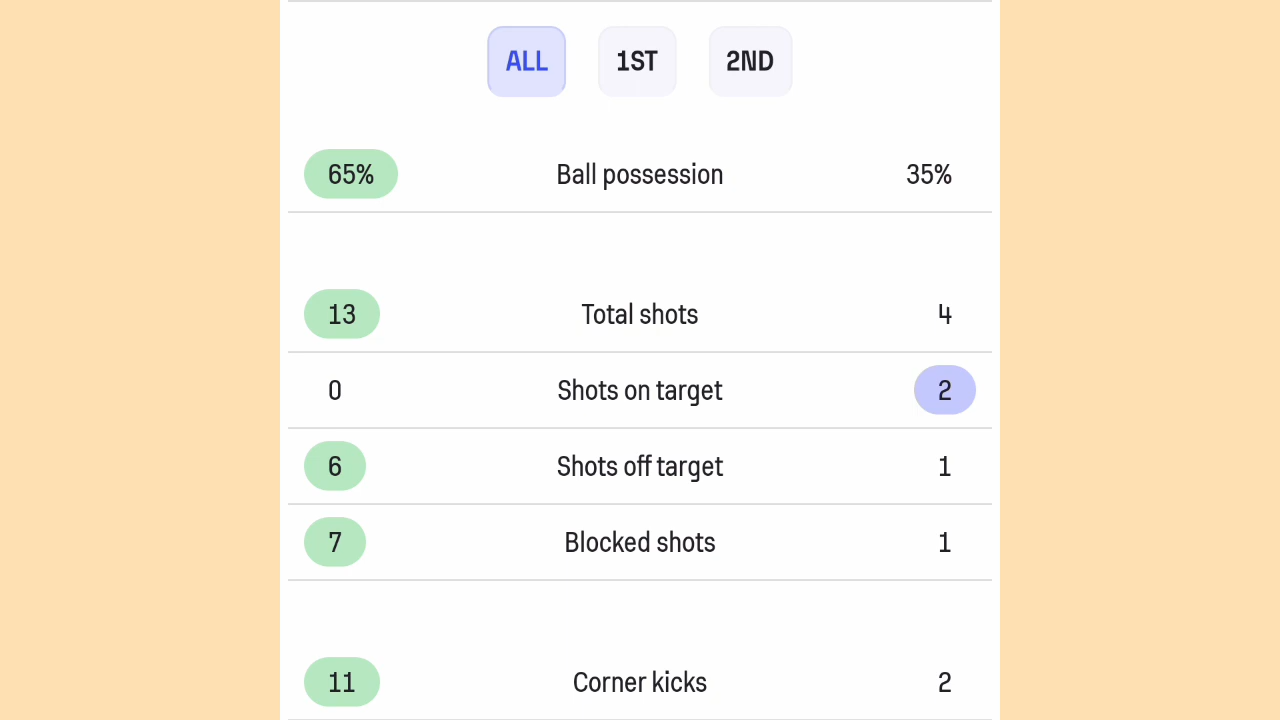 ALL 1ST 2ND
65% Ball possession 35%
13 Total shots 4
0 Shots on target 2
6 Shots off target 1
7 Blocked shots 1
11 Corner kicks 2